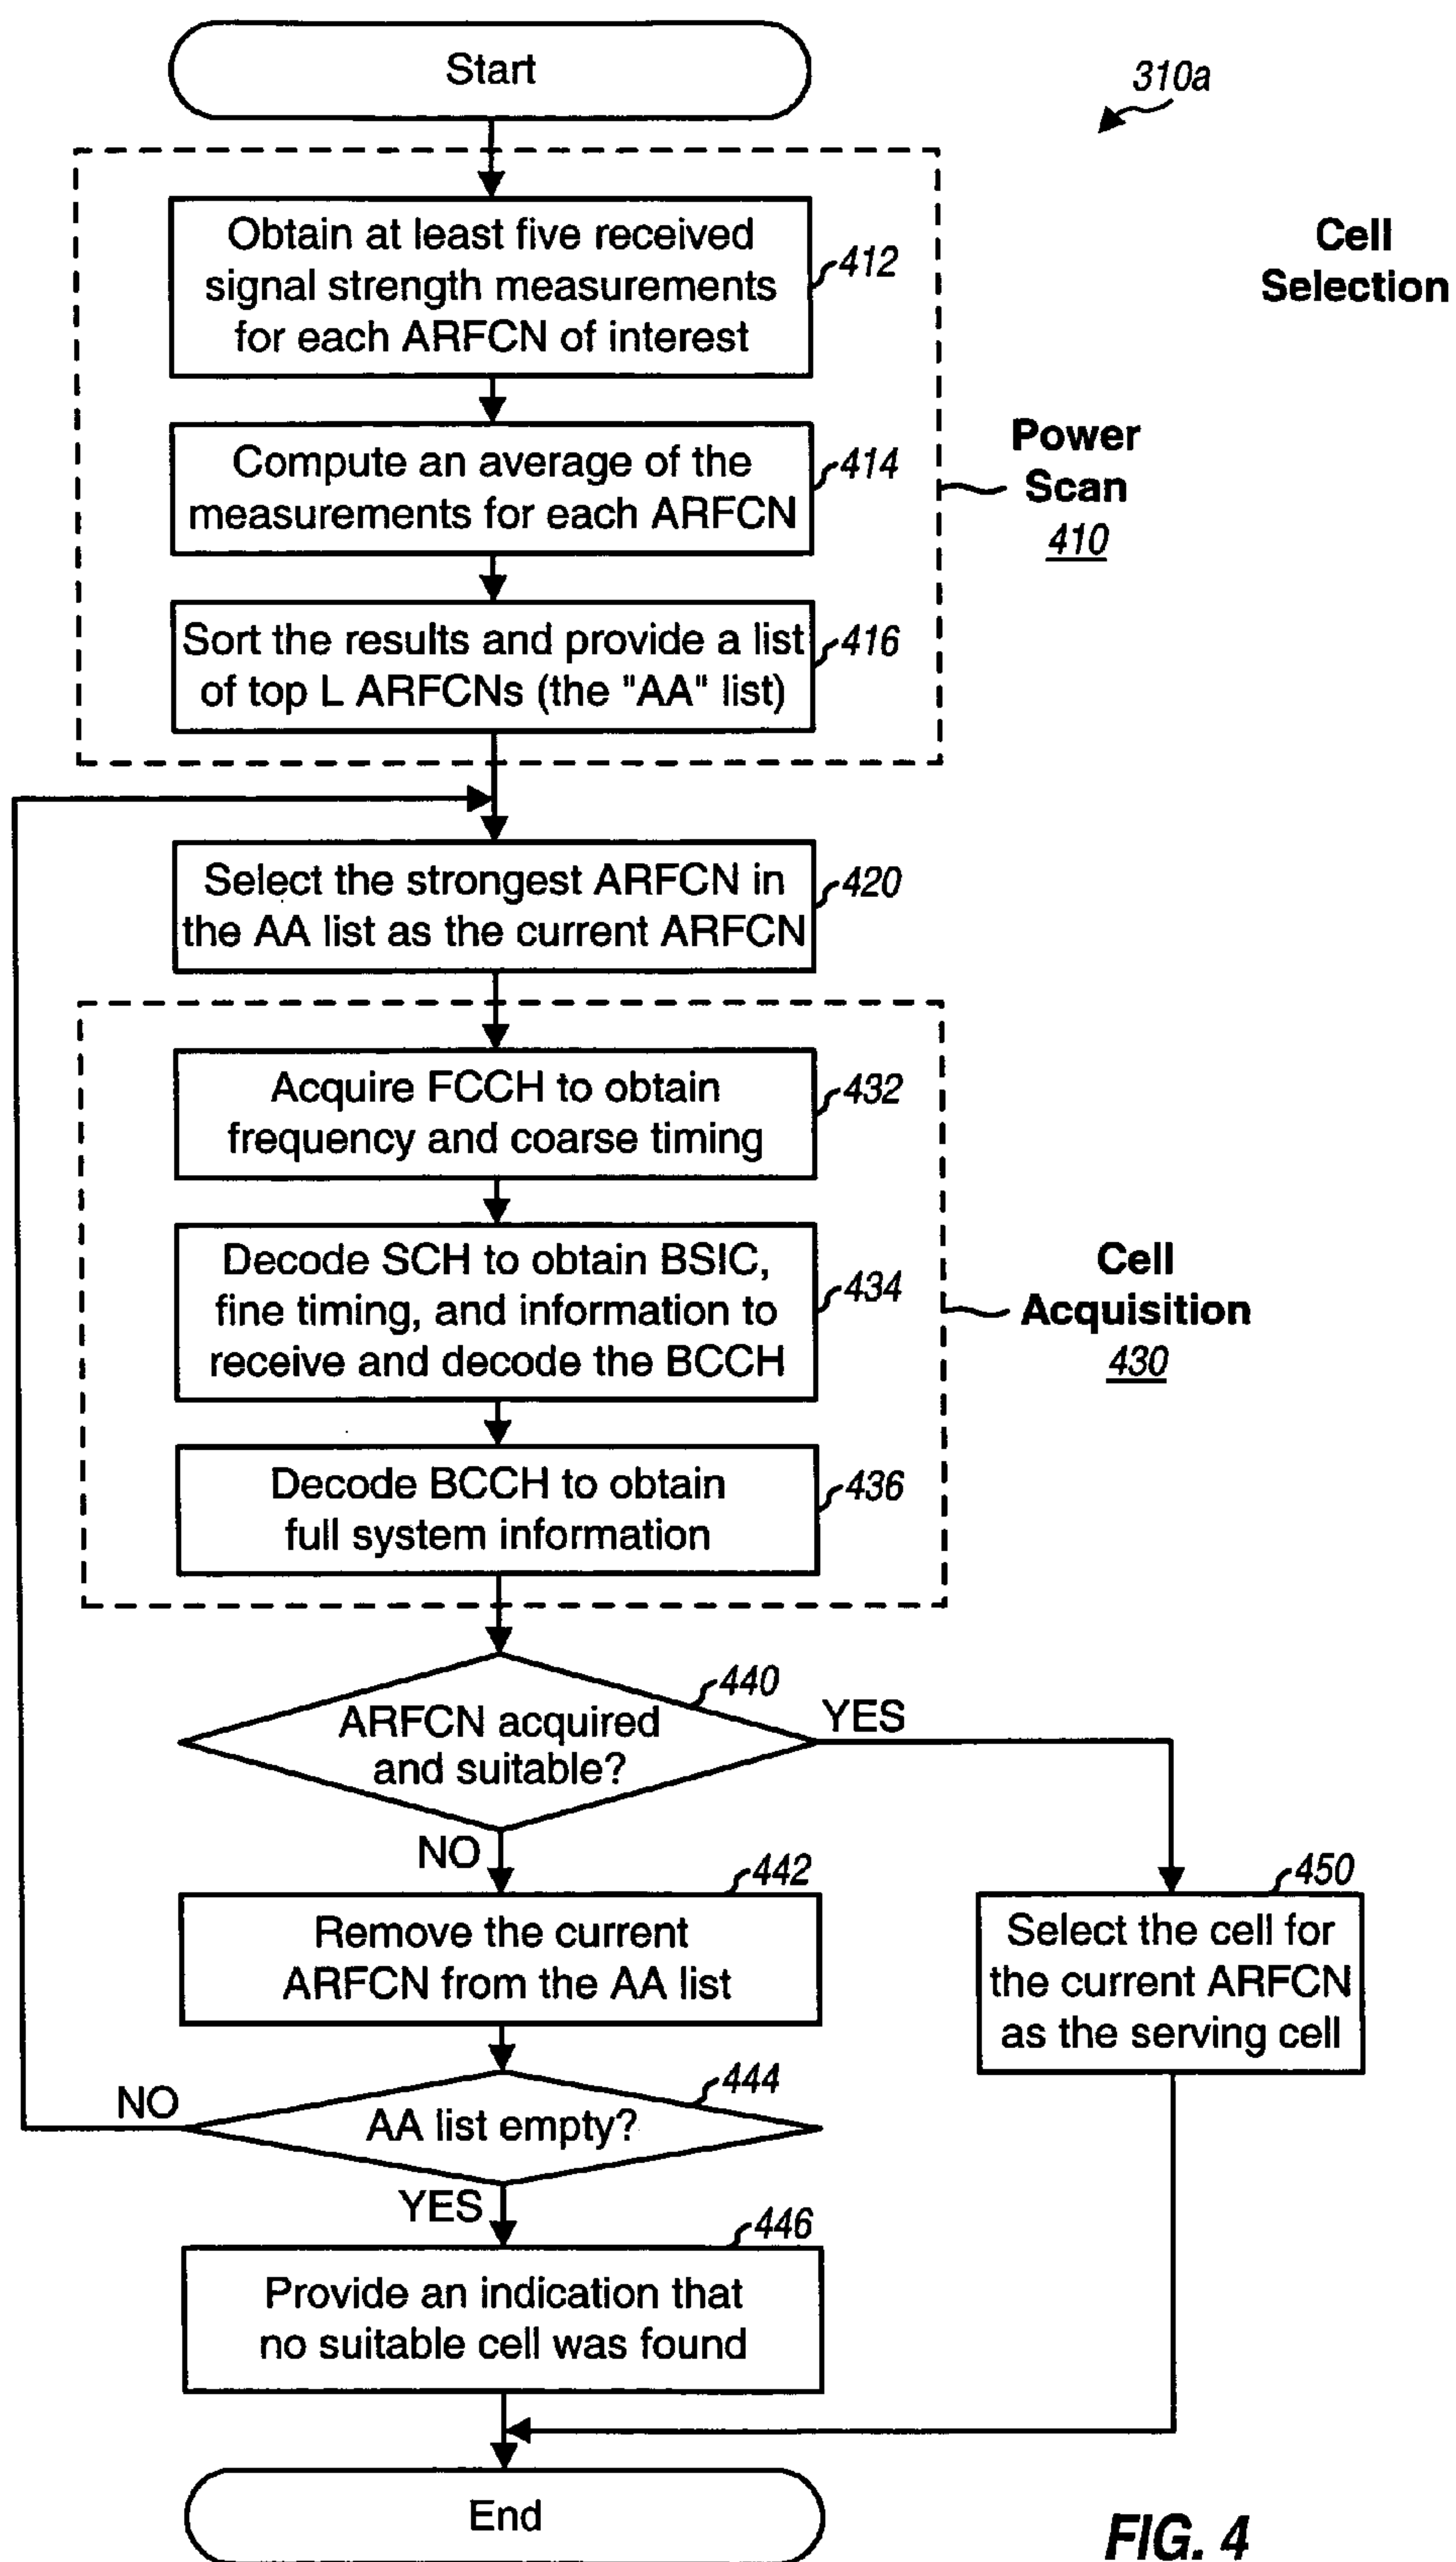 Start
310a
Cell
Selection
Obtain at least five received
signal strength measurements
for each ARFCN of interest
412
Compute an average of the
measurements for each ARFCN
414
Power
Scan
410
Sort the results and provide a list
of top L ARFCNs (the "AA" list)
416
Select the strongest ARFCN in
the AA list as the current ARFCN
420
Acquire FCCH to obtain
frequency and coarse timing
432
Decode SCH to obtain BSIC,
fine timing, and information to
receive and decode the BCCH
434
Cell
Acquisition
430
Decode BCCH to obtain
full system information
436
ARFCN acquired
and suitable?
440
YES
NO
Remove the current
ARFCN from the AA list
442
Select the cell for
the current ARFCN
as the serving cell
450
AA list empty?
444
NO
YES
Provide an indication that
no suitable cell was found
446
End
FIG. 4